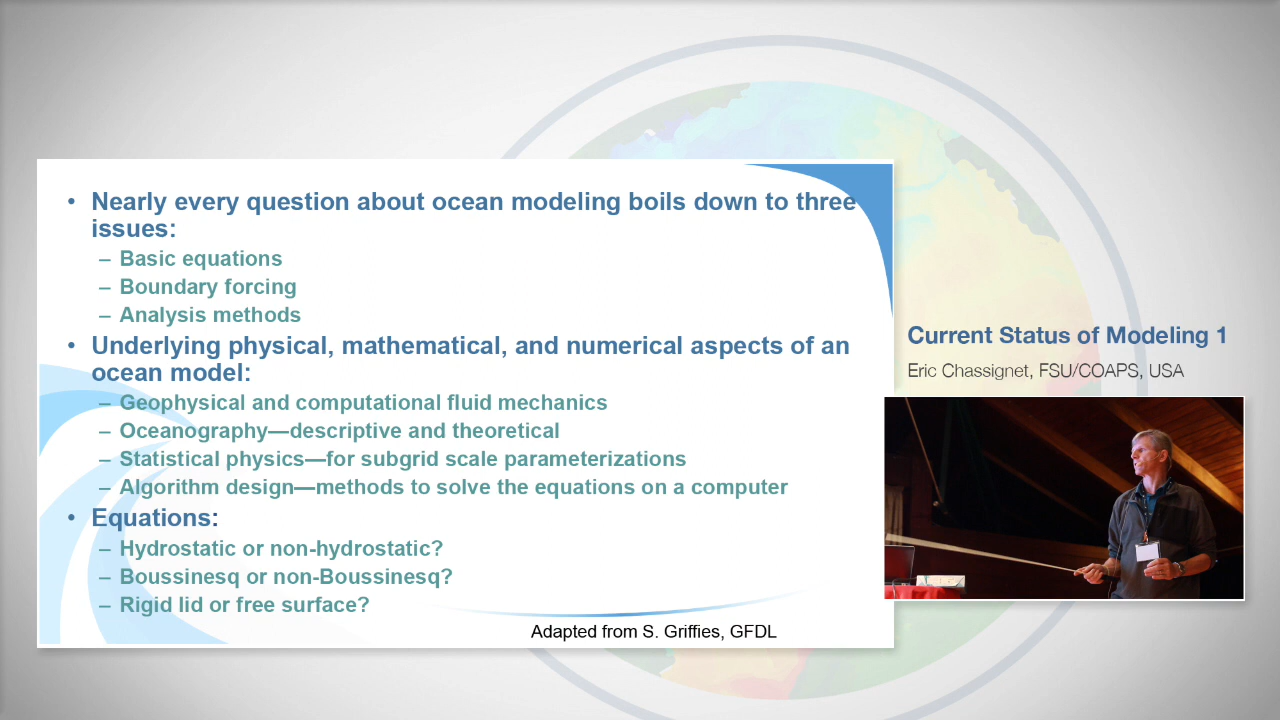 • Nearly every question about ocean modeling boils down to three
issues:
– Basic equations
– Boundary forcing
– Analysis methods
• Underlying physical, mathematical, and numerical aspects of an
ocean model:
– Geophysical and computational fluid mechanics
– Oceanography—descriptive and theoretical
– Statistical physics—for subgrid scale parameterizations
– Algorithm design—methods to solve the equations on a computer
• Equations:
– Hydrostatic or non-hydrostatic?
– Boussinesq or non-Boussinesq?
– Rigid lid or free surface?
Adapted from S. Griffies, GFDL
Current Status of Modeling 1
Eric Chassignet, FSU/COAPS, USA